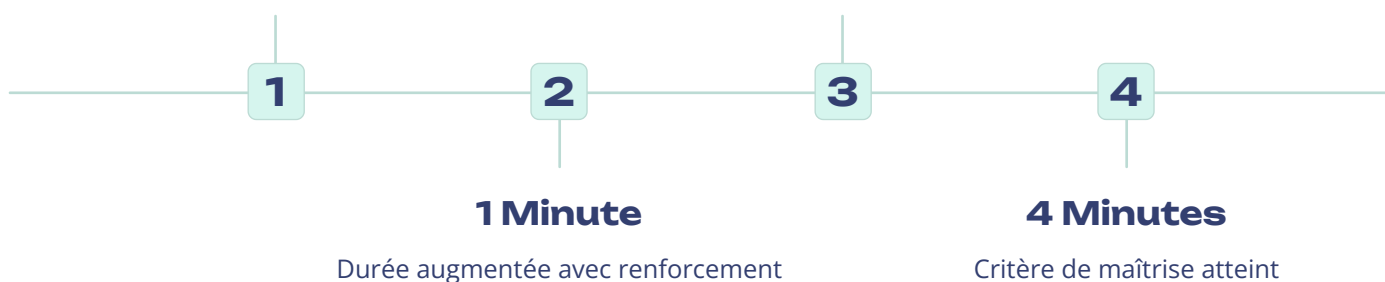 1
2
3
4
1 Minute
4 Minutes
Durée augmentée avec renforcement
Critère de maîtrise atteint